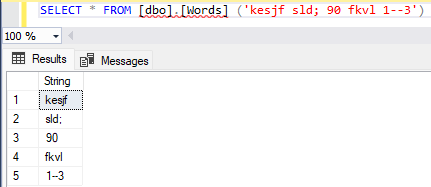 SELECT * FROM [dbo].[Words] ('kesjf sld; 90 fkvl 1--3')
100 %
Results Messages
String
1 kesjf
2 sld;
3 90
4 fkvl
5 1--3